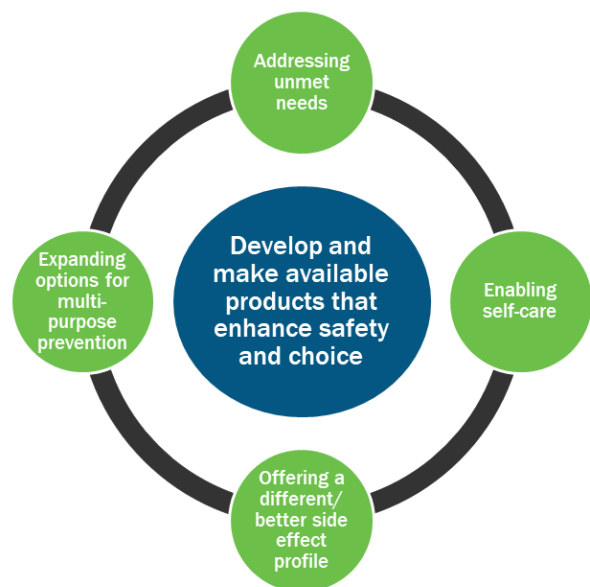 Addressing
unmet
needs
Expanding
options for
multi-
purpose
prevention
Develop and
make available
products that
enhance safety
and choice
Enabling
self-care
Offering a
different/
better side
effect
profile